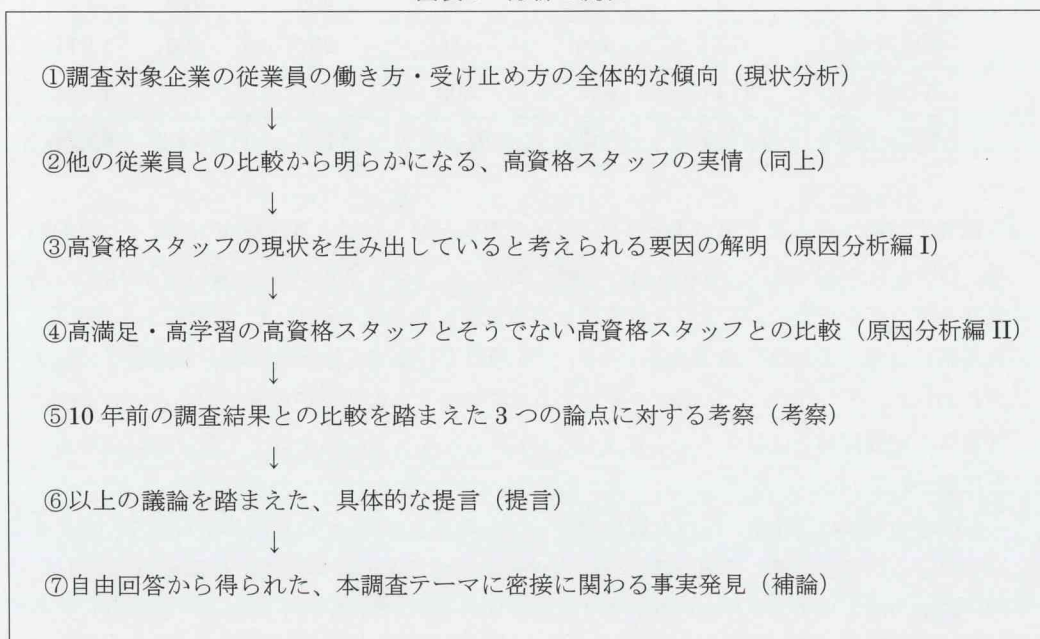 ①調査対象企業の従業員の働き方・受け止め方の全体的な傾向（現状分析）
↓
②他の従業員との比較から明らかになる、高資格スタッフの実情（同上）
↓
③高資格スタッフの現状を生み出していると考えられる要因の解明（原因分析編 I）
↓
④高満足・高学習の高資格スタッフとそうでない高資格スタッフとの比較（原因分析編 II）
↓
⑤10 年前の調査結果との比較を踏まえた 3 つの論点に対する考察（考察）
↓
⑥以上の議論を踏まえた、具体的な提言（提言）
↓
⑦自由回答から得られた、本調査テーマに密接に関わる事実発見（補論）